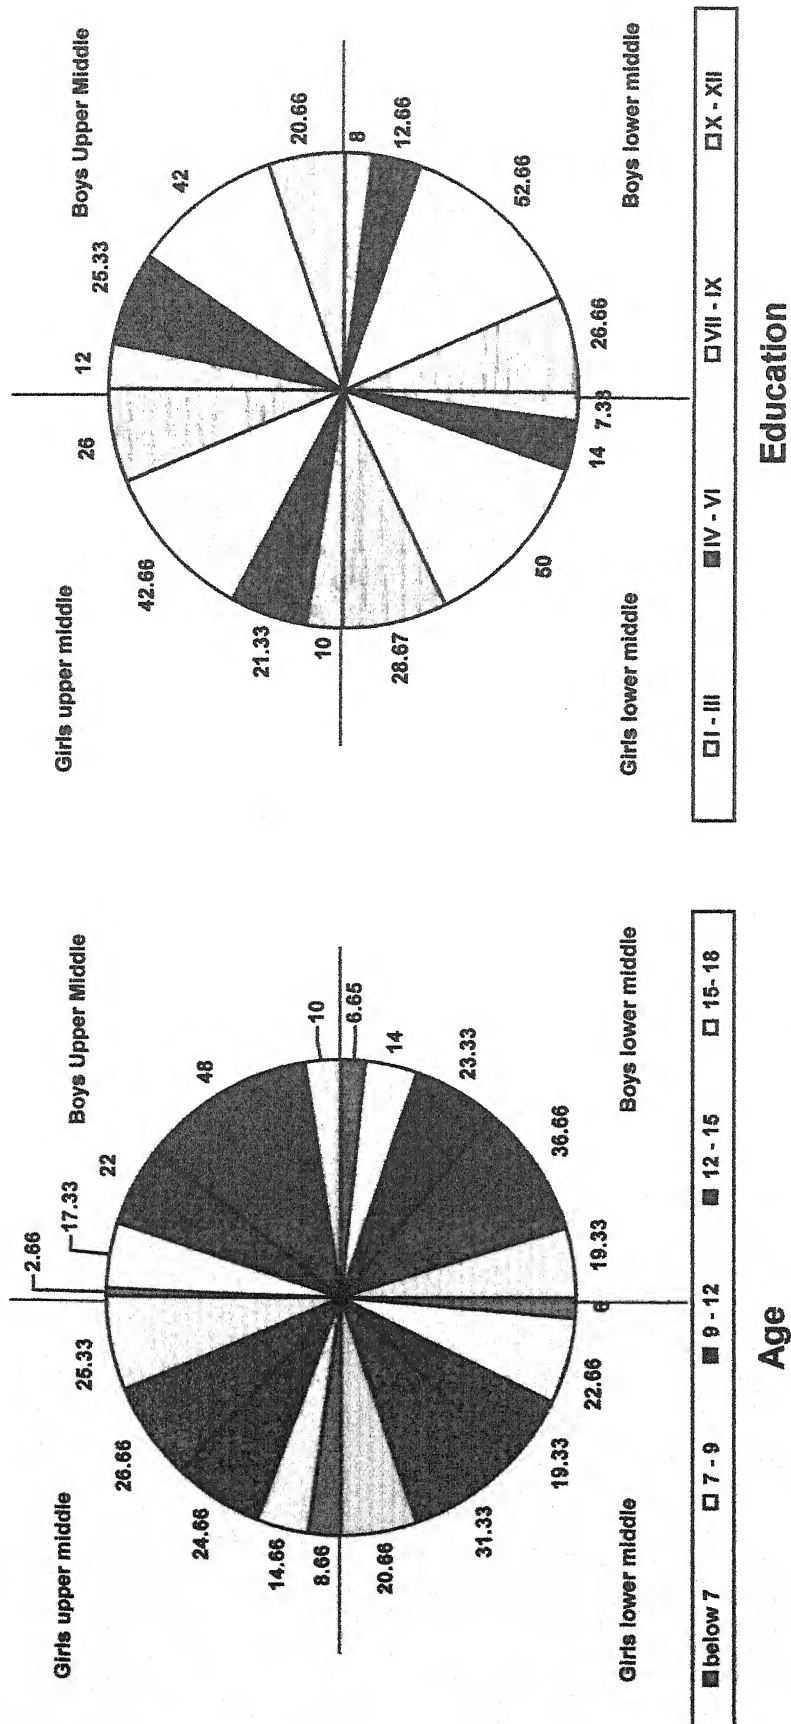 Girls upper middle
Boys Upper Middle
2.66
17.33
25.33
22
26.66
48
24.66
10
14.66
6.65
8.66
14
20.66
23.33
31.33
36.66
19.33
19.33
22.66
6
Girls lower middle
Boys lower middle
below 7
7 - 9
9 - 12
12 - 15
15-18
Age
Girls upper middle
Boys Upper Middle
26
12
25.33
42.66
42
21.33
20.66
10
8
28.67
12.66
50
52.66
14
7.38
26.66
Girls lower middle
Boys lower middle
I - III
IV - VI
VII - IX
X - XII
Education